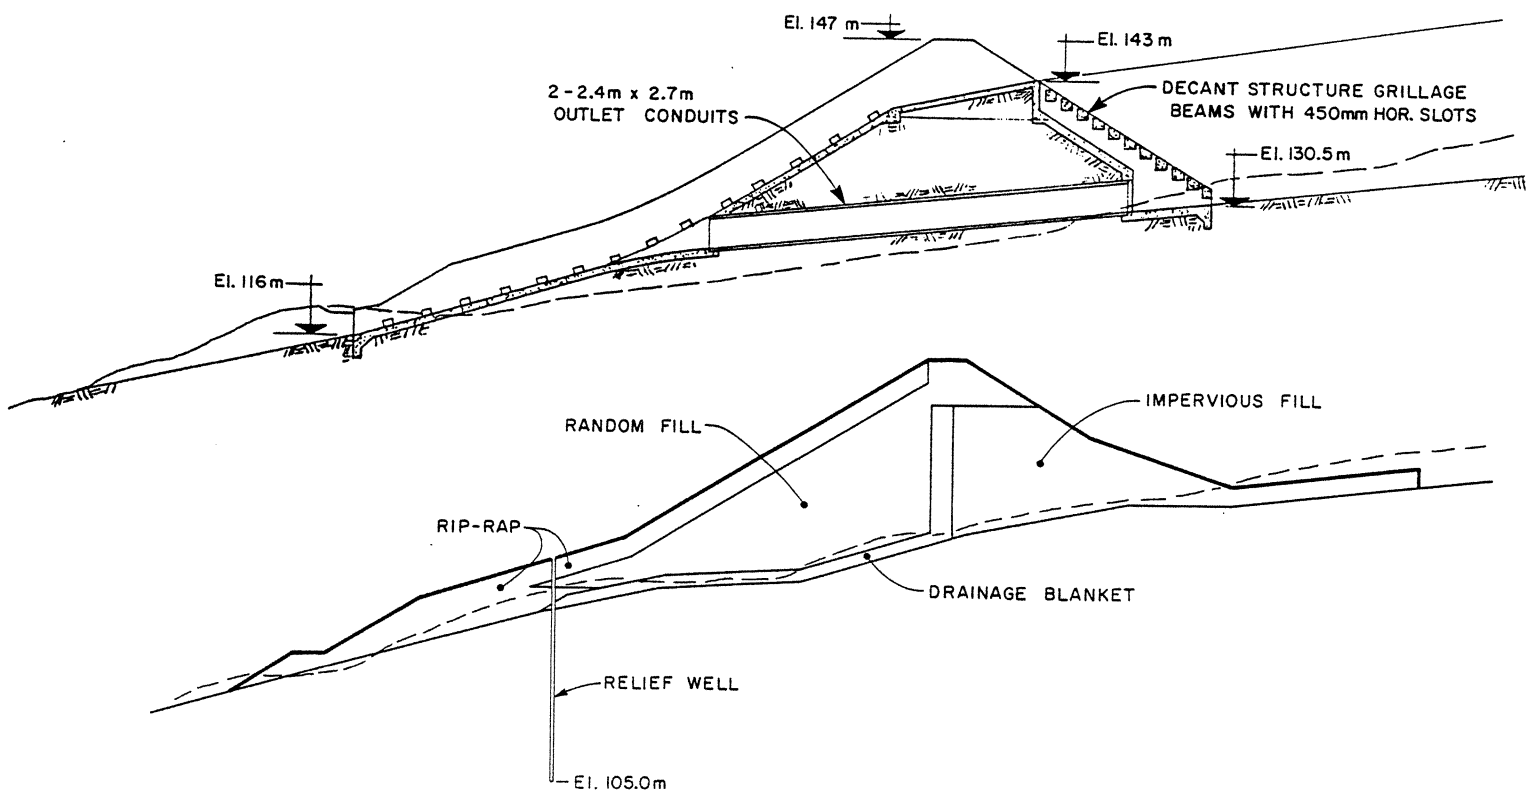 El. 147 m
El. 143 m
2-2.4m x 2.7m
OUTLET CONDUITS
DECANT STRUCTURE GRILLAGE
BEAMS WITH 450mm HOR. SLOTS
El. 130.5m
El. 116m
IMPERVIOUS FILL
RANDOM FILL
RIP-RAP
DRAINAGE BLANKET
RELIEF WELL
El. 105.0m